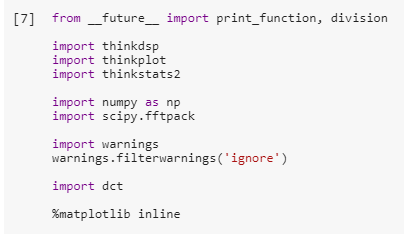 [7] from __future__ import print_function, division
import thinkdsp
import thinkplot
import thinkstats2
import numpy as np
import scipy.fftpack
import warnings
warnings.filterwarnings('ignore')
import dct
%matplotlib inline